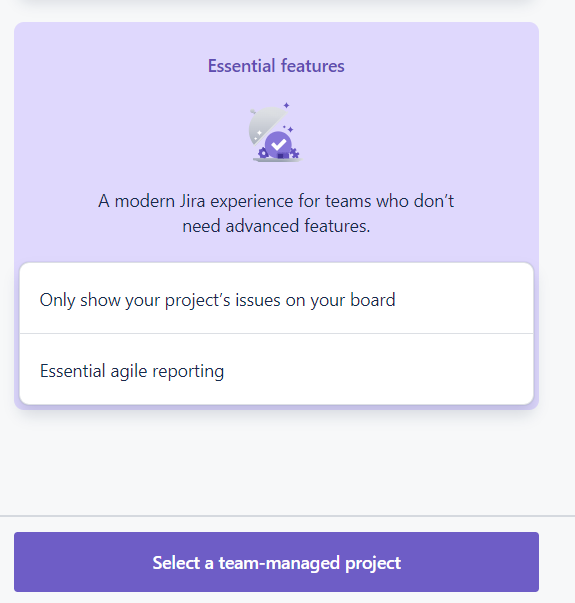 Essential features
A modern Jira experience for teams who don’t
need advanced features.
Only show your project’s issues on your board
Essential agile reporting
Select a team-managed project